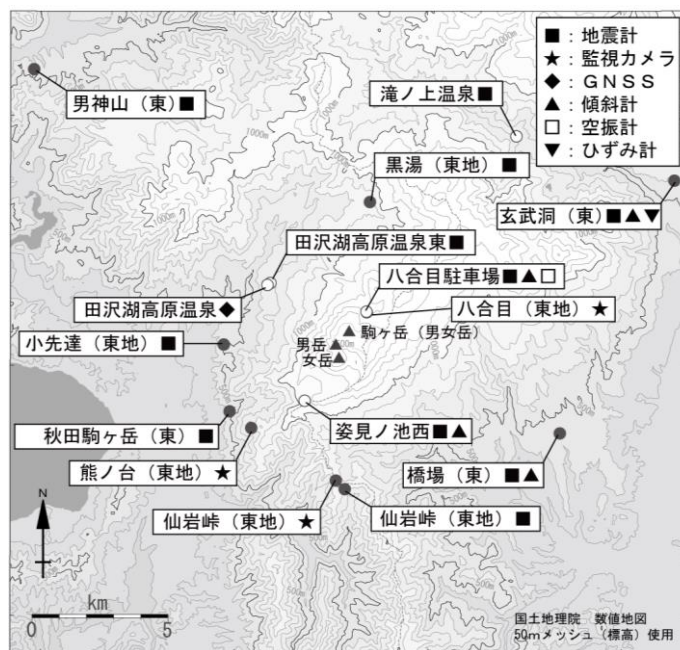 ■：地震計
★：監視カメラ
◆：ＧＮＳＳ
▲：傾斜計
□：空振計
▼：ひずみ計
男神山（東）■
滝ノ上温泉■
黒湯（東地）■
玄武洞（東）■▲▼
田沢湖高原温泉東■
八合目駐車場■▲□
田沢湖高原温泉◆
八合目（東地）★
小先達（東地）■
駒ヶ岳（男女岳）
男岳
女岳
秋田駒ヶ岳（東）■
姿見ノ池西■▲
熊ノ台（東地）★
橋場（東）■▲
仙岩峠（東地）★
仙岩峠（東地）■
1000m
1000m
500m
N
km
0 5
国土地理院　数値地図
50mメッシュ（標高）使用